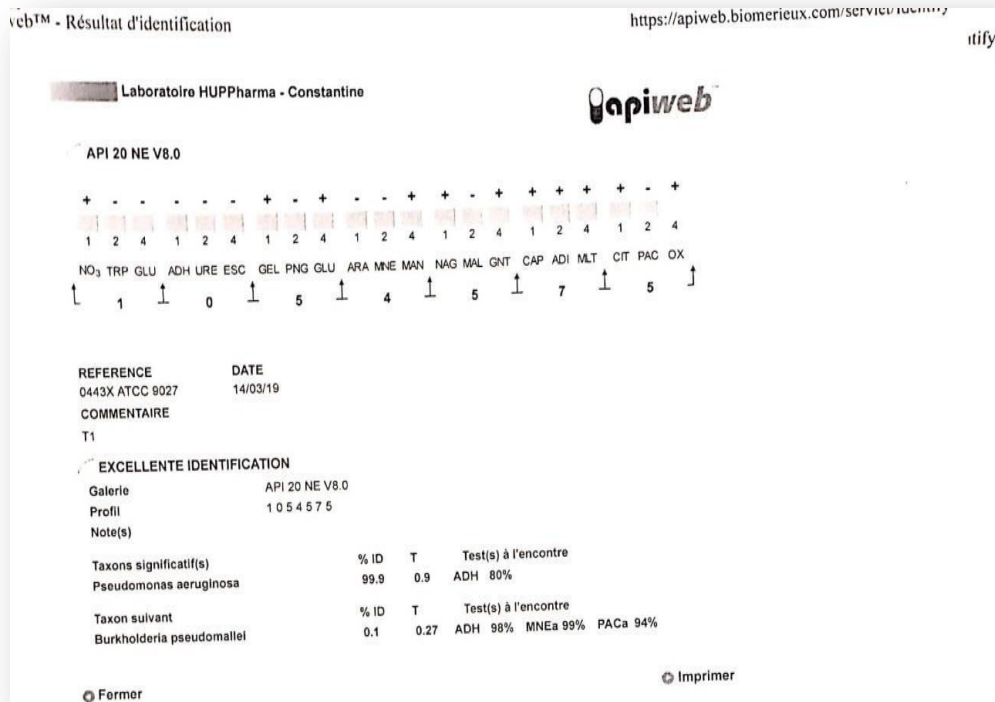 veb™ - Résultat d'identification
https://apiweb.biomerieux.com/servlet/Identify
ntify
Laboratoire HUPPharma - Constantine
apiweb™
API 20 NE V8.0
+ - - - - - + - + - - + + - + + + + + - +
1 2 4 1 2 4 1 2 4 1 2 4 1 2 4 1 2 4 1 2 4
NO3 TRP GLU ADH URE ESC GEL PNG GLU ARA MNE MAN NAG MAL GNT CAP ADI MLT CIT PAC OX
1 0 5 4 5 7 5
REFERENCE DATE
0443X ATCC 9027 14/03/19
COMMENTAIRE
T1
EXCELLENTE IDENTIFICATION
Galerie API 20 NE V8.0
Profil 1 0 5 4 5 7 5
Note(s)
Taxons significatif(s) % ID T Test(s) à l'encontre
Pseudomonas aeruginosa 99.9 0.9 ADH 80%
Taxon suivant % ID T Test(s) à l'encontre
Burkholderia pseudomallei 0.1 0.27 ADH 98% MNEa 99% PACa 94%
Imprimer
Fermer